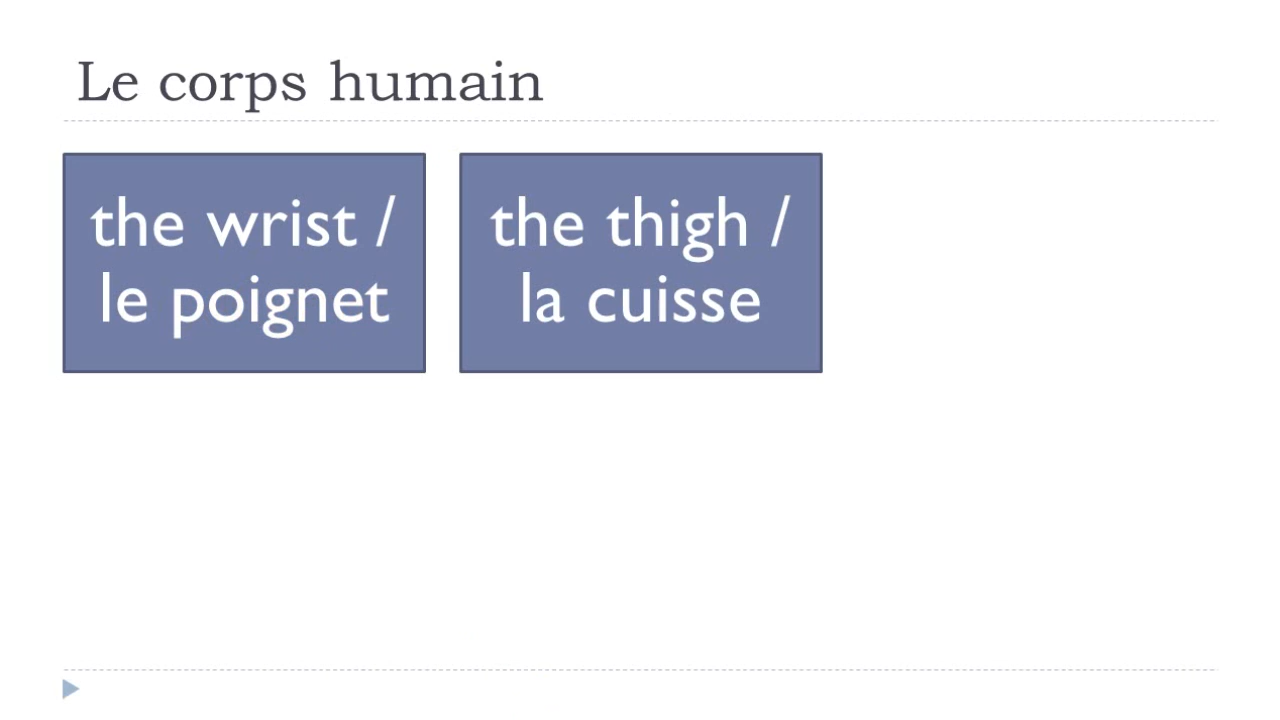 Le corps humain
the wrist /
le poignet
the thigh /
la cuisse